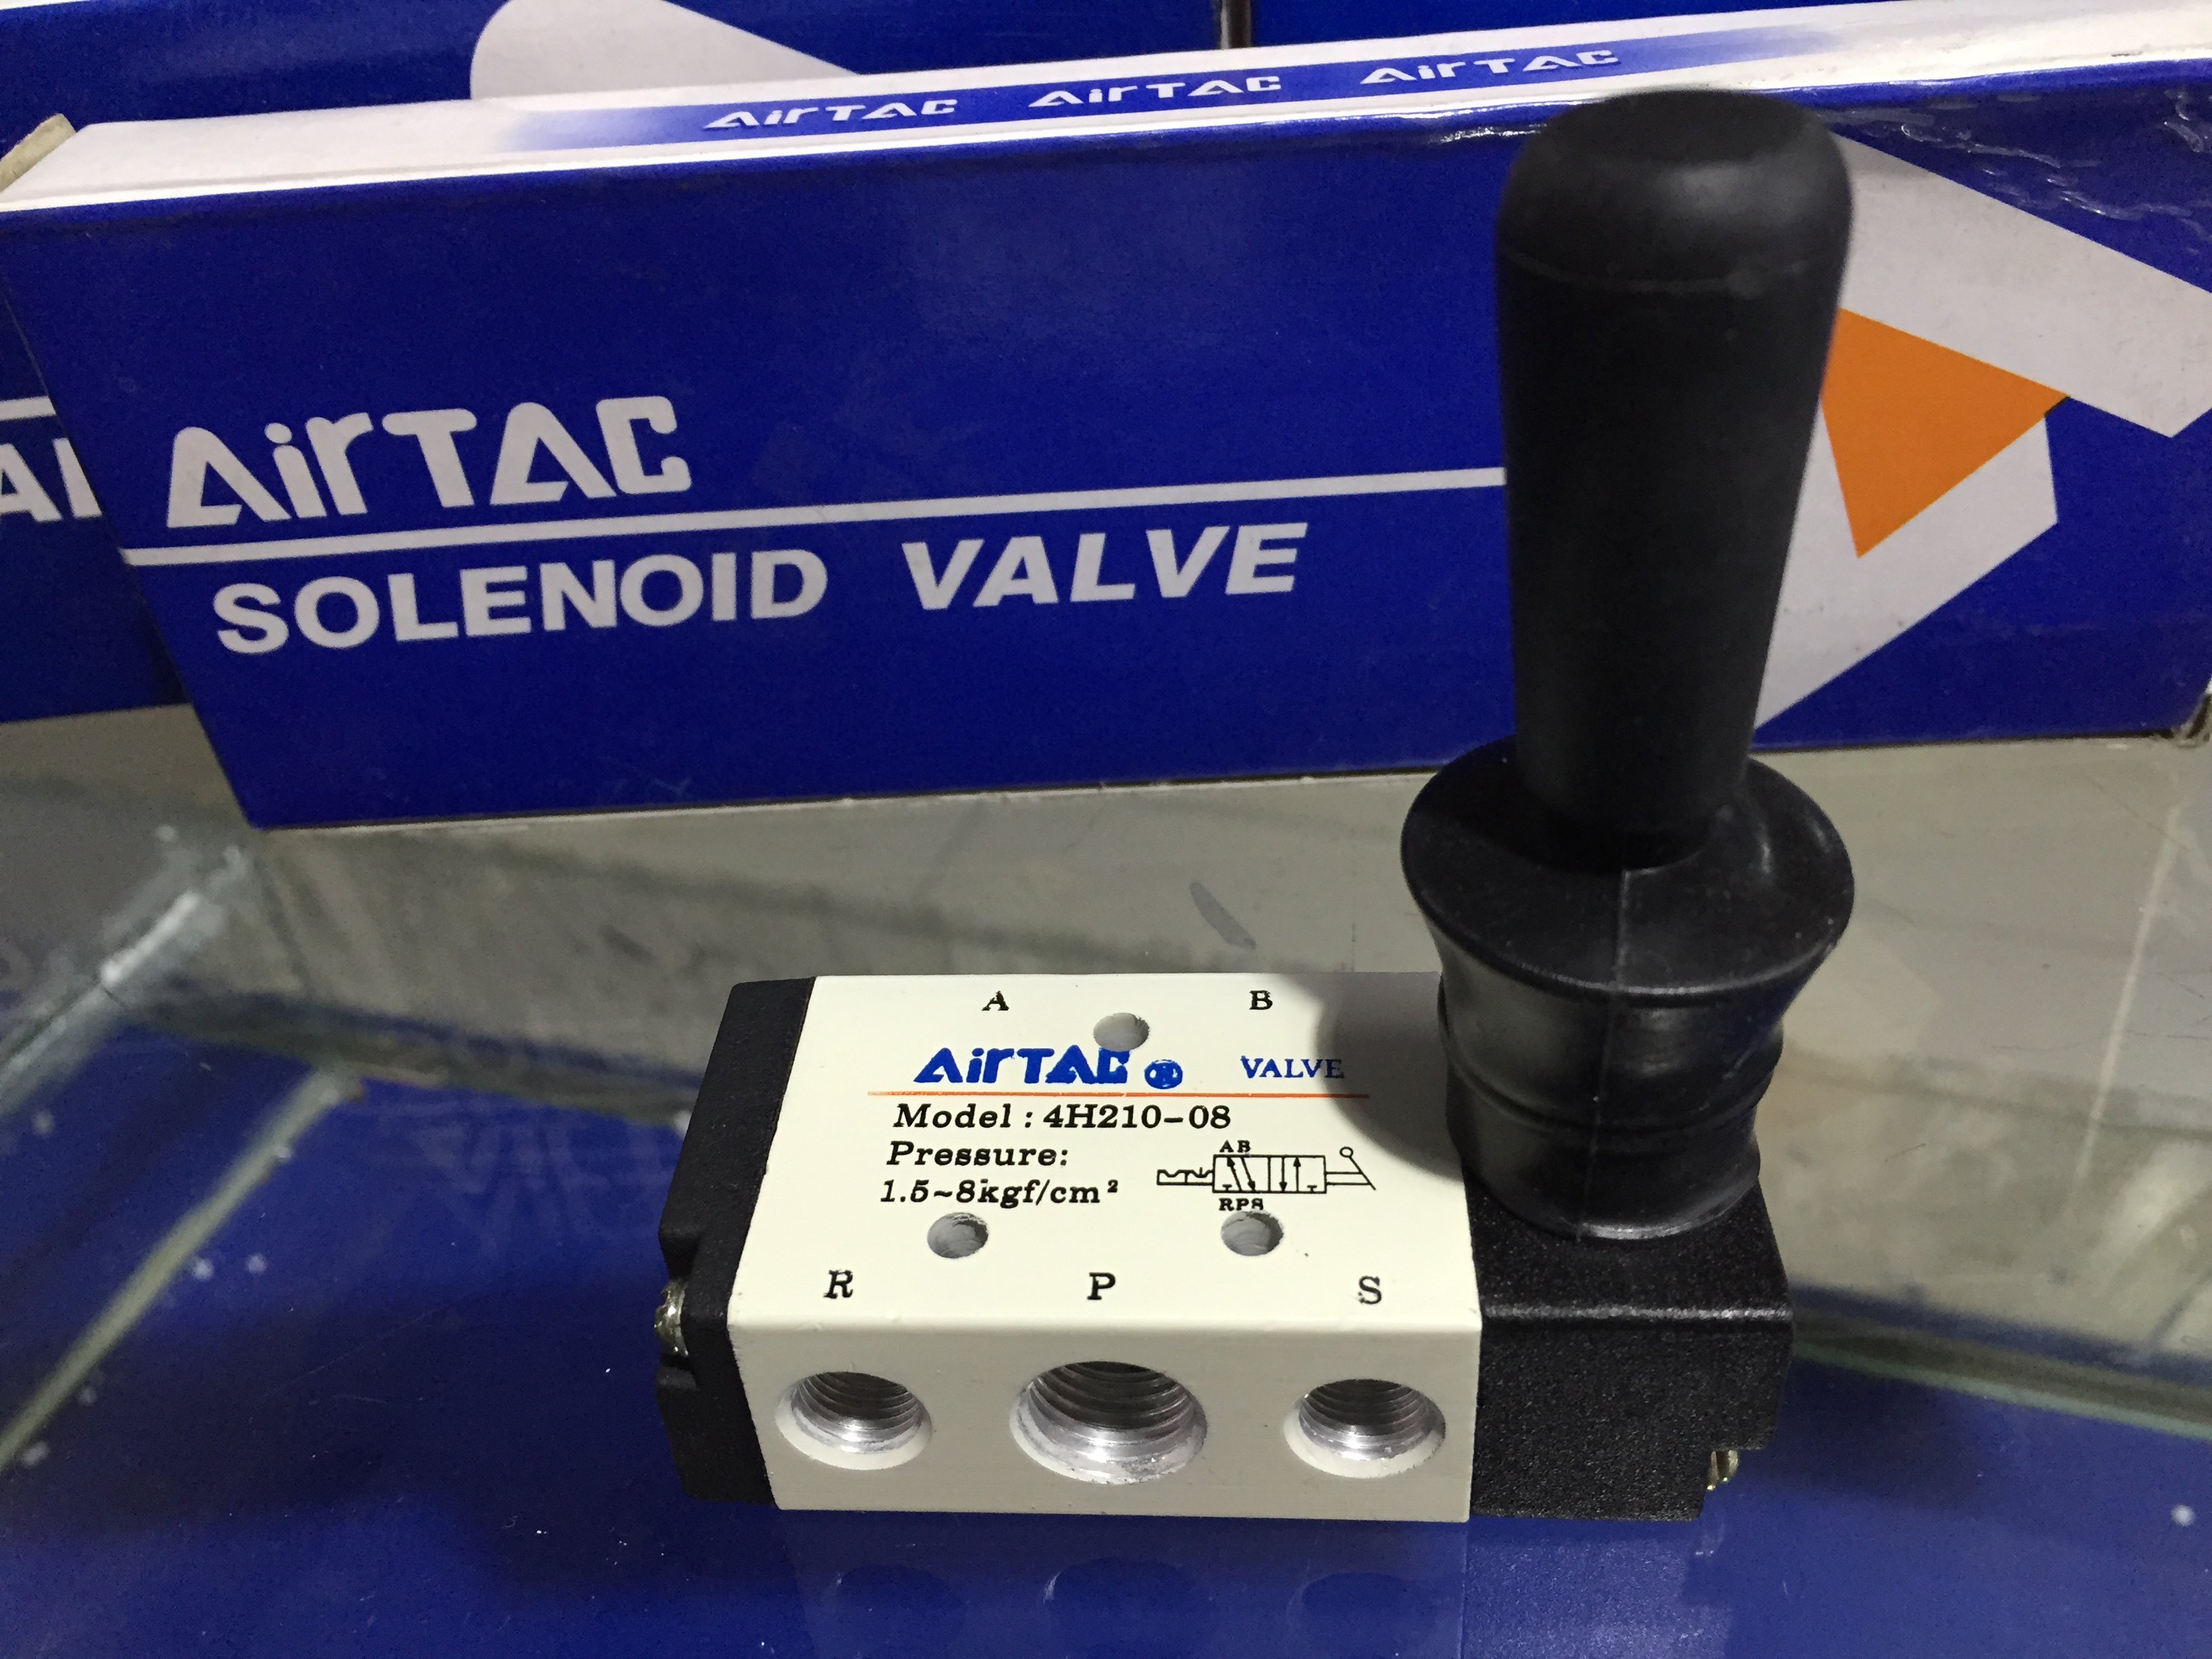 AirTAC AirTAC AirTAC
AirTAC
SOLENOID VALVE
A B
AirTAC VALVE
Model : 4H210-08
Pressure:
1.5~8kgf/cm²
AB
RPS
R P S